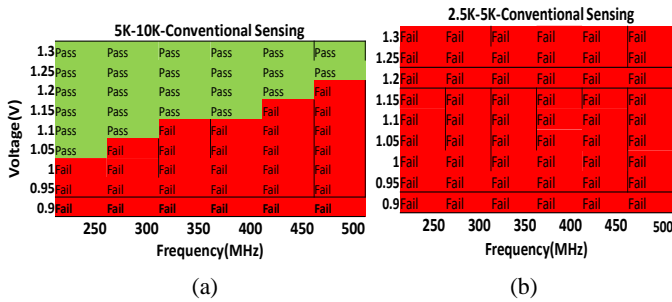 5K-10K-Conventional Sensing
Voltage(V)
1.3 Pass Pass Pass Pass Pass Pass
1.25 Pass Pass Pass Pass Pass Pass
1.2 Pass Pass Pass Pass Pass Fail
1.15 Pass Pass Pass Pass Fail Fail
1.1 Pass Pass Fail Fail Fail Fail
1.05 Pass Fail Fail Fail Fail Fail
1 Fail Fail Fail Fail Fail Fail
0.95 Fail Fail Fail Fail Fail Fail
0.9 Fail Fail Fail Fail Fail Fail
250 300 350 400 450 500
Frequency(MHz)
(a)
2.5K-5K-Conventional Sensing
1.3 Fail Fail Fail Fail Fail Fail
1.25 Fail Fail Fail Fail Fail Fail
1.2 Fail Fail Fail Fail Fail Fail
1.15 Fail Fail Fail Fail Fail Fail
1.1 Fail Fail Fail Fail Fail Fail
1.05 Fail Fail Fail Fail Fail Fail
1 Fail Fail Fail Fail Fail Fail
0.95 Fail Fail Fail Fail Fail Fail
0.9 Fail Fail Fail Fail Fail Fail
250 300 350 400 450 500
Frequency(MHz)
(b)